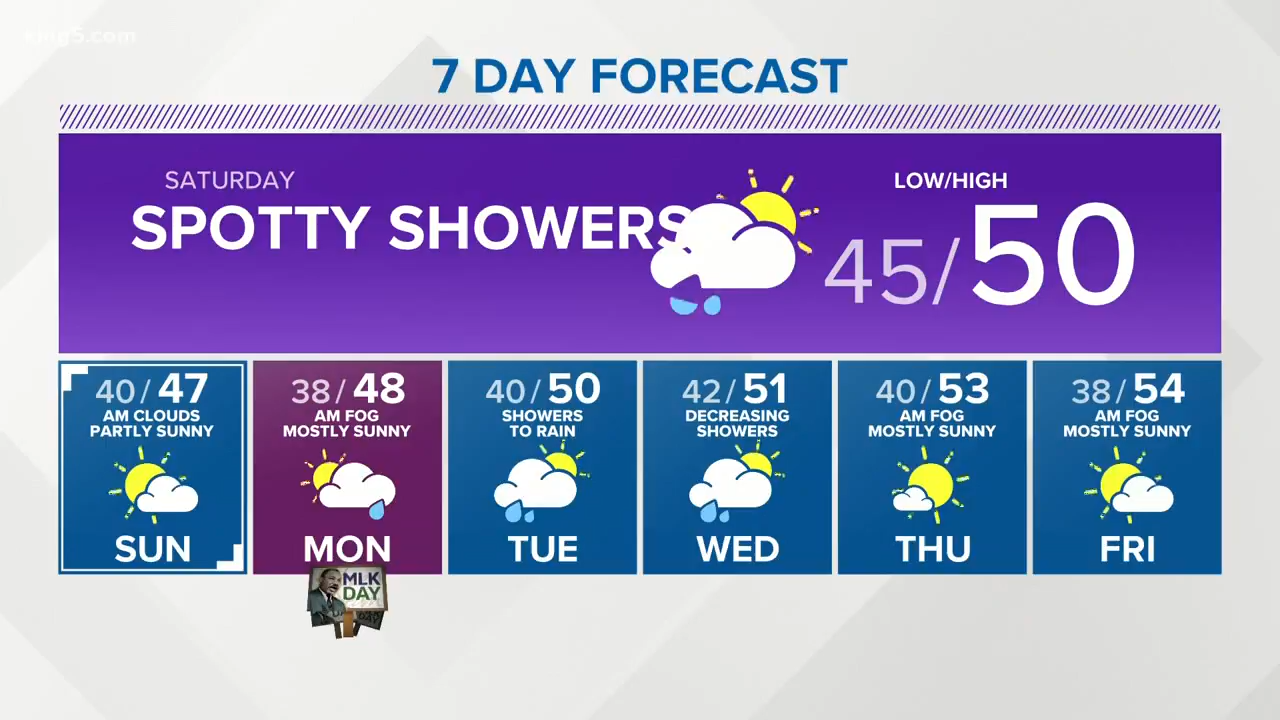 king5.com
7 DAY FORECAST
SATURDAY
SPOTTY SHOWERS
LOW/HIGH
45/50
40/47
AM CLOUDS
PARTLY SUNNY
SUN
38/48
AM FOG
MOSTLY SUNNY
MON
MLK
DAY
40/50
SHOWERS
TO RAIN
TUE
42/51
DECREASING
SHOWERS
WED
40/53
AM FOG
MOSTLY SUNNY
THU
38/54
AM FOG
MOSTLY SUNNY
FRI